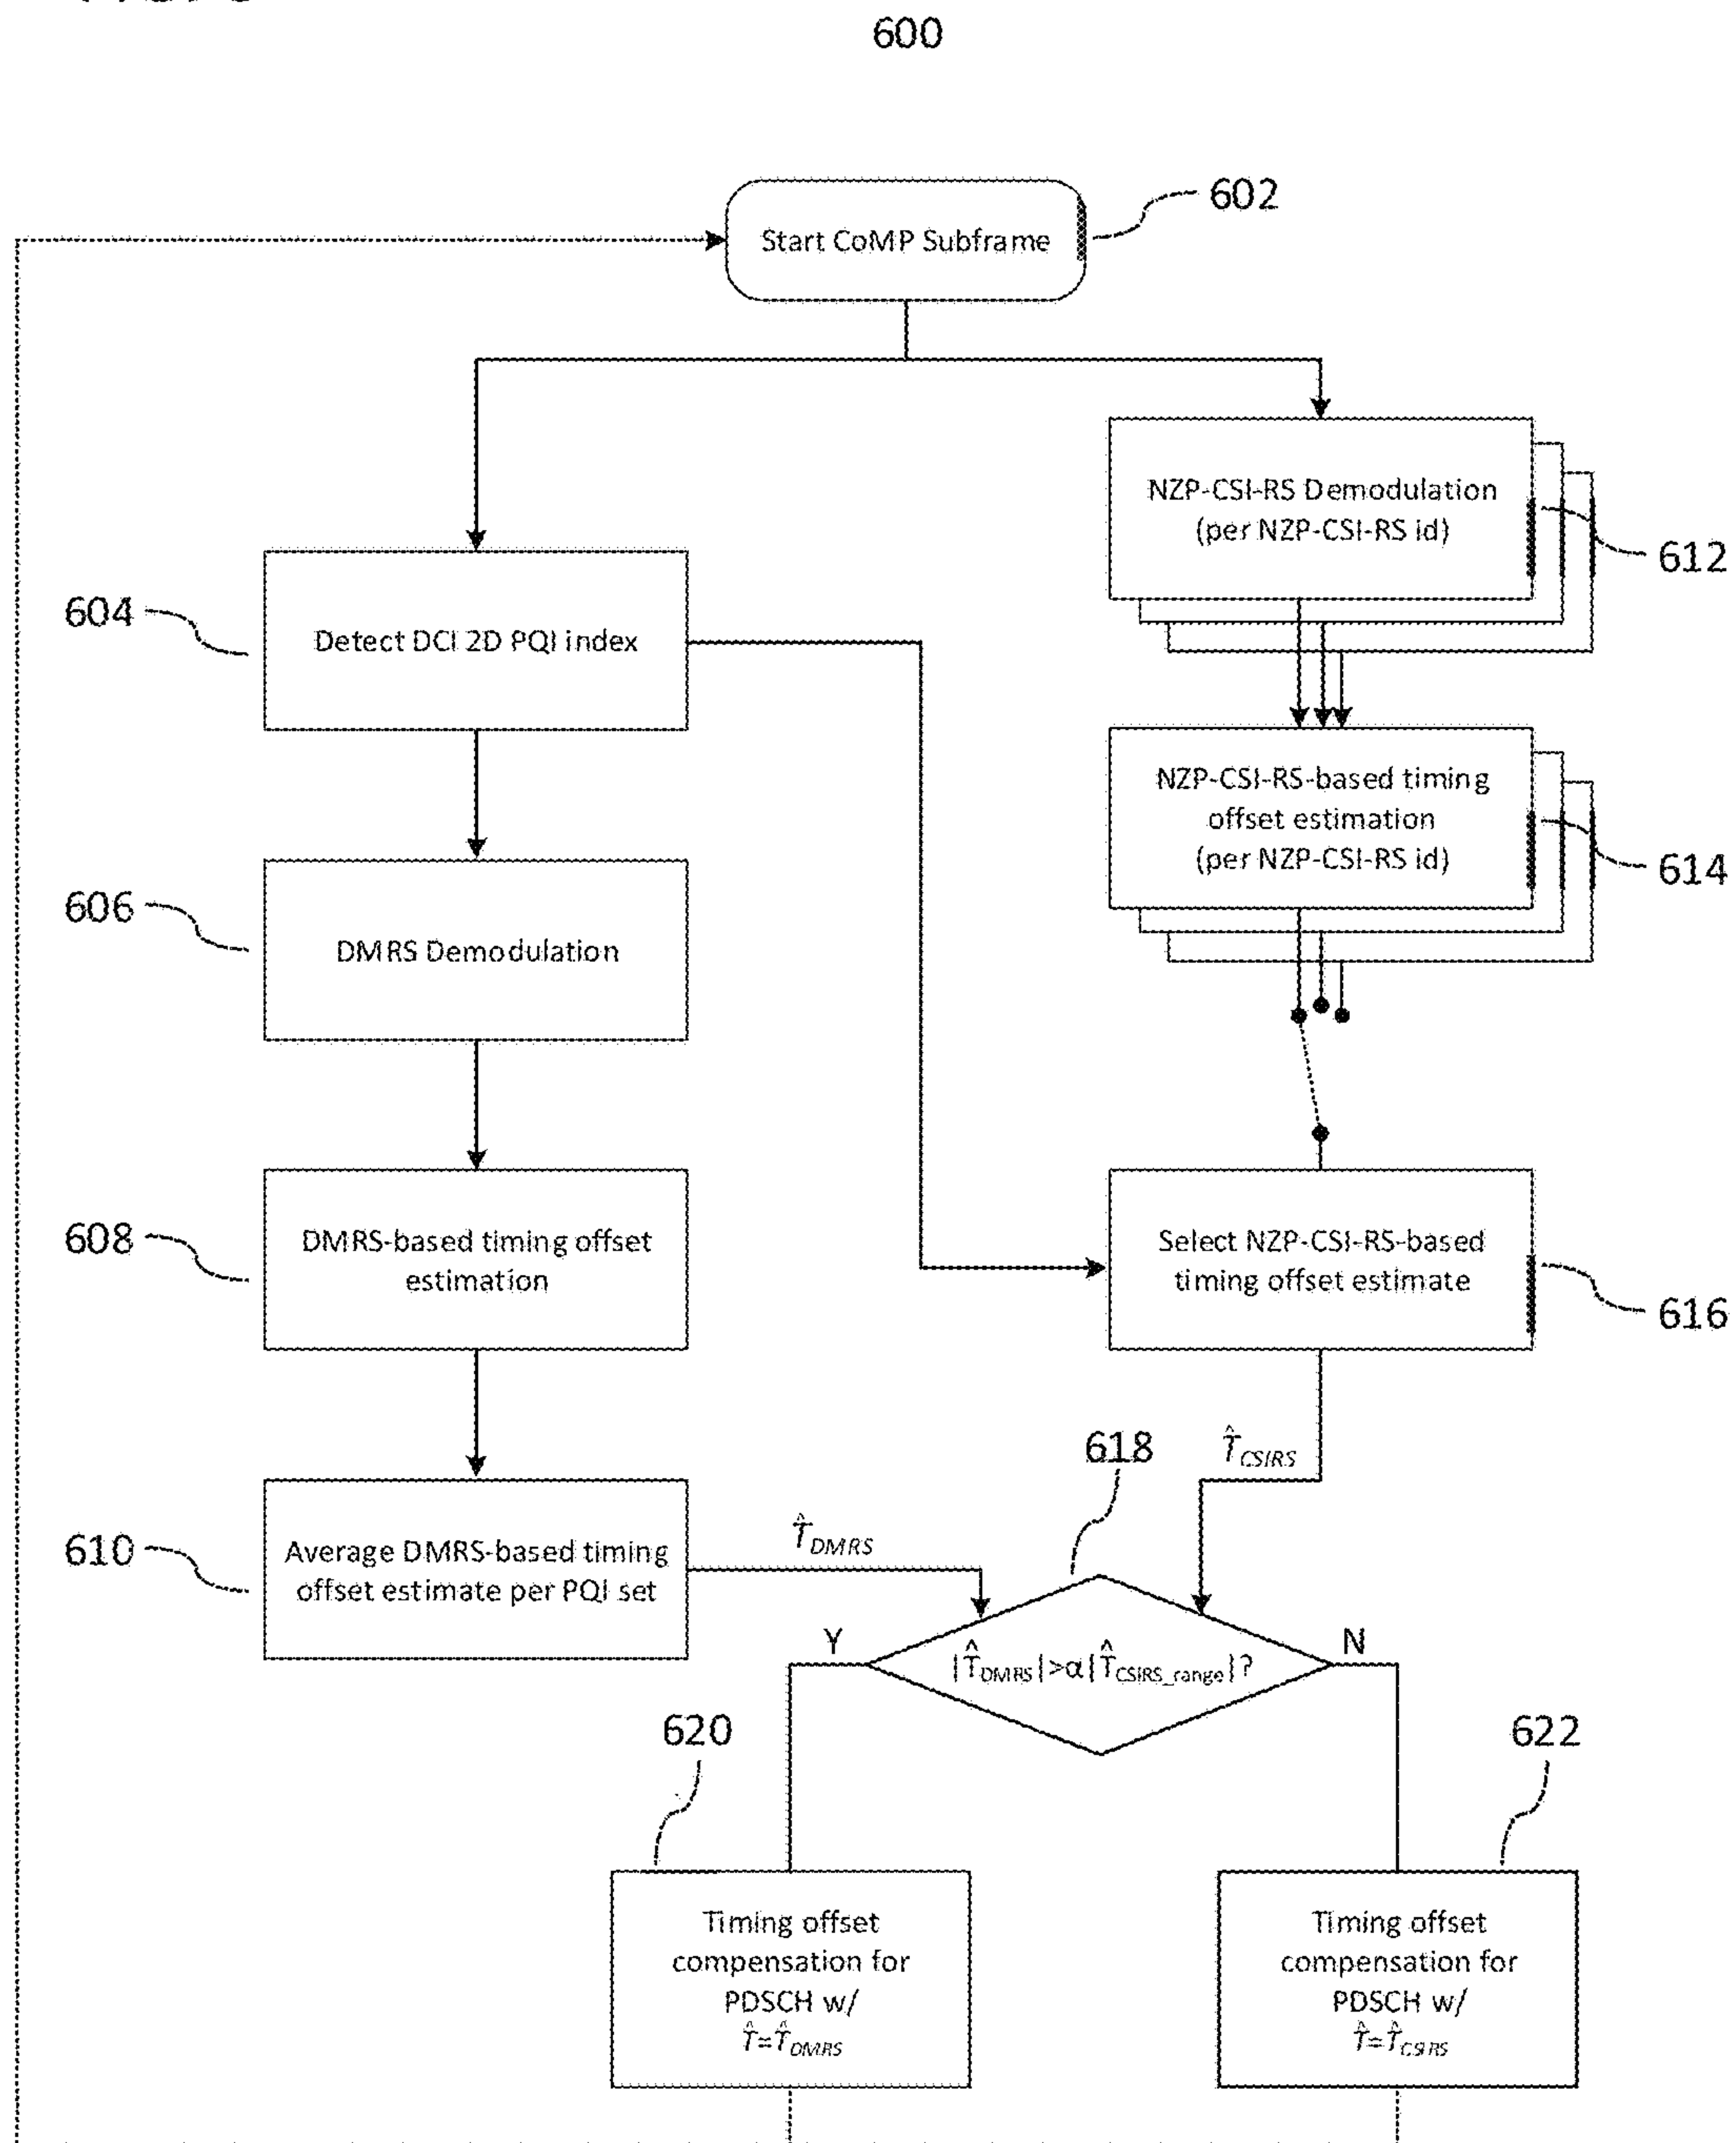 600
602
Start CoMP Subframe
NZP-CSI-RS Demodulation
(per NZP-CSI-RS id)
612
604
Detect DCI 2D PQI index
NZP-CSI-RS-based timing
offset estimation
(per NZP-CSI-RS id)
614
606
DMRS Demodulation
608
DMRS-based timing offset
estimation
Select NZP-CSI-RS-based
timing offset estimate
616
618
T̂CSIRS
610
Average DMRS-based timing
offset estimate per PQI set
T̂DMRS
Y
|T̂DMRS|>α{T̂CSIRS_range}?
N
620
622
Timing offset
compensation for
PDSCH w/
T̂=T̂DMRS
Timing offset
compensation for
PDSCH w/
T̂=T̂CSIRS